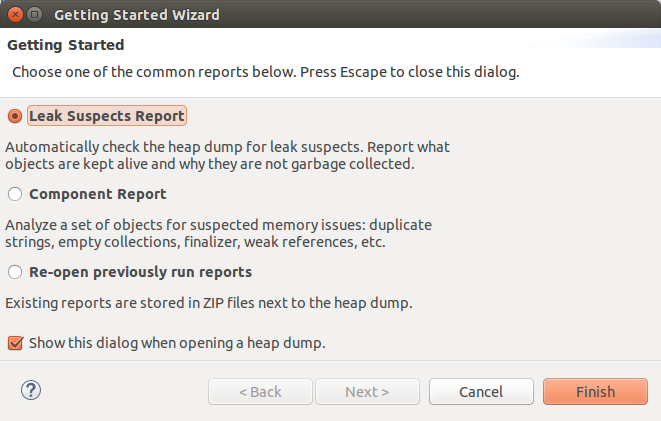 Getting Started Wizard
Getting Started
Choose one of the common reports below. Press Escape to close this dialog.
Leak Suspects Report
Automatically check the heap dump for leak suspects. Report what
objects are kept alive and why they are not garbage collected.
Component Report
Analyze a set of objects for suspected memory issues: duplicate
strings, empty collections, finalizer, weak references, etc.
Re-open previously run reports
Existing reports are stored in ZIP files next to the heap dump.
Show this dialog when opening a heap dump.
? < Back Next > Cancel Finish